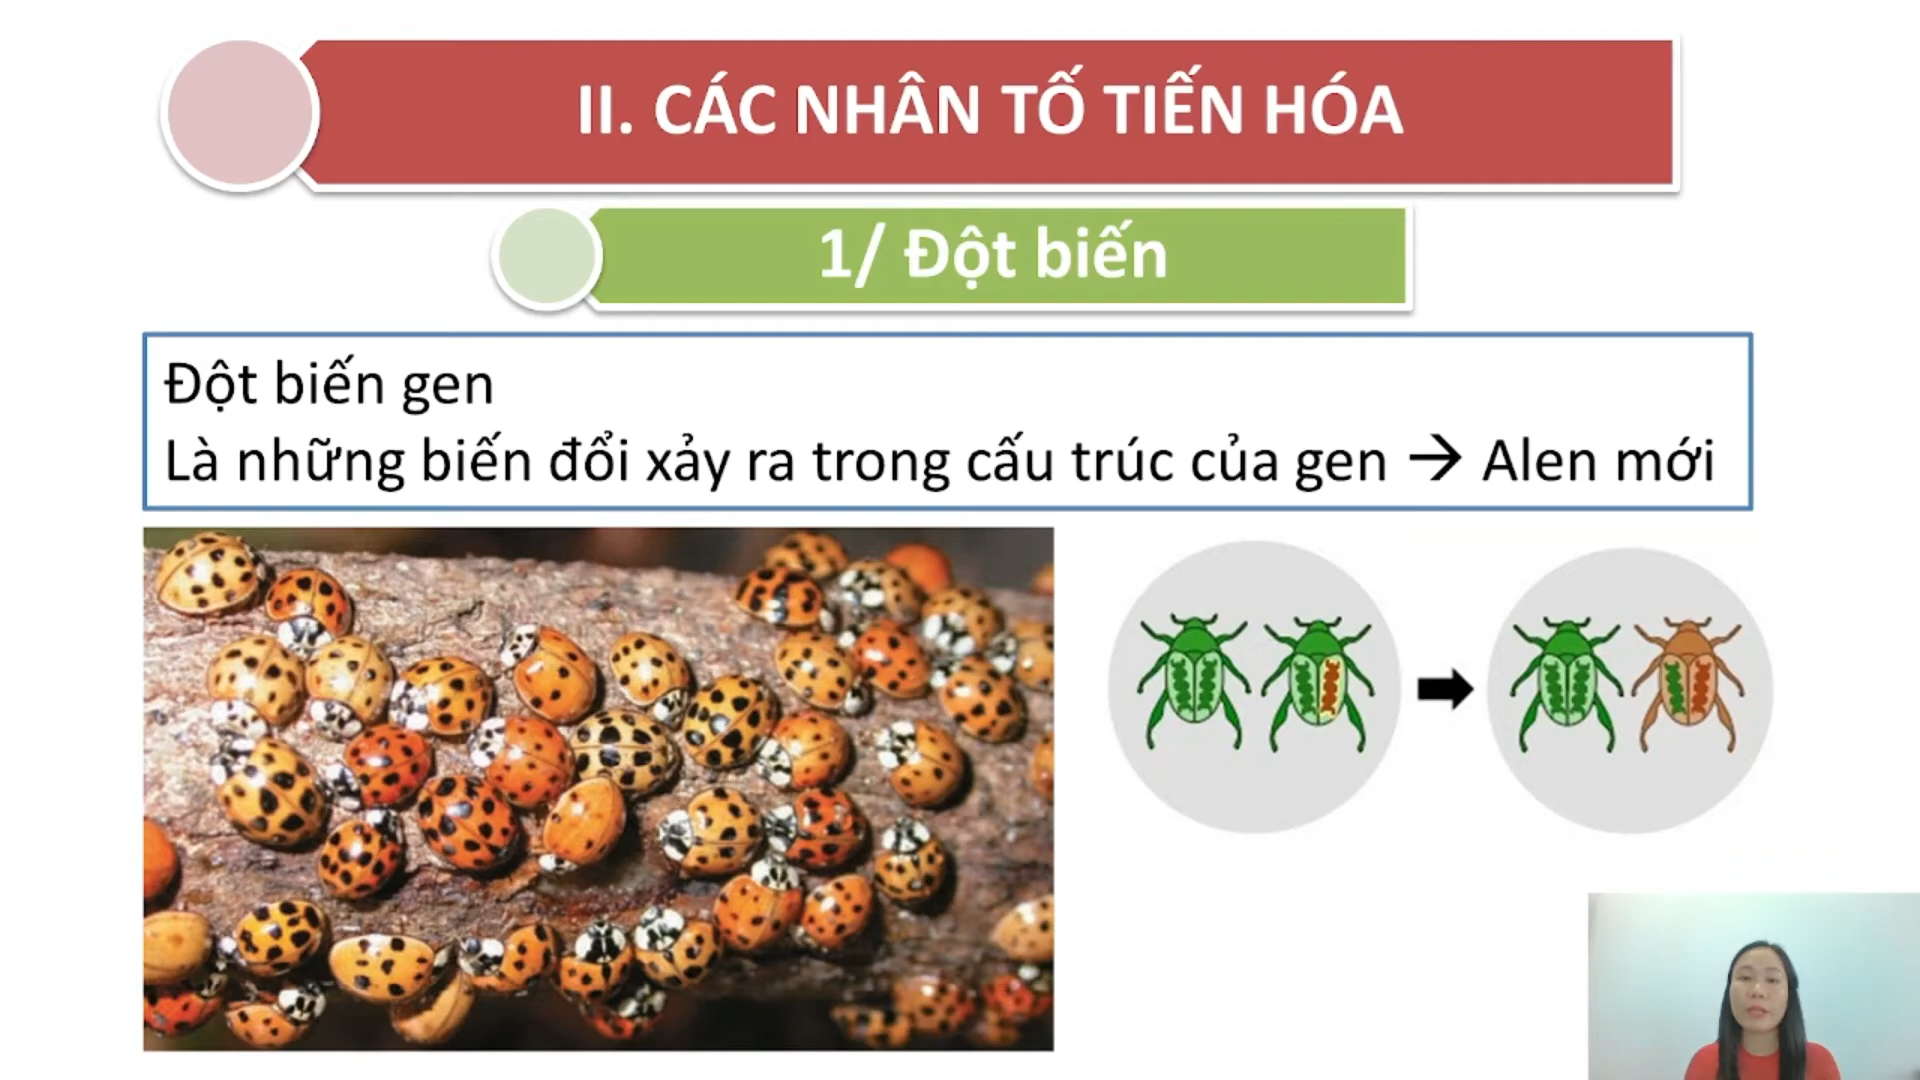 II. CÁC NHÂN TỐ TIẾN HÓA
1/ Đột biến
Đột biến gen
Là những biến đổi xảy ra trong cấu trúc của gen → Alen mới